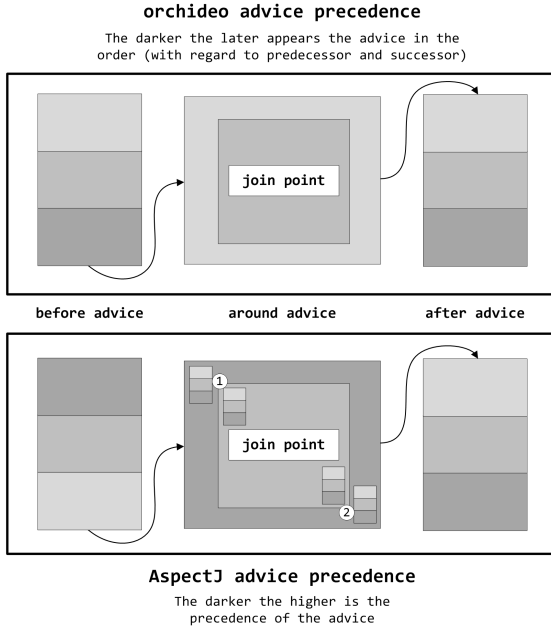 orchideo advice precedence
The darker the later appears the advice in the
order (with regard to predecessor and successor)
join point
before advice
around advice
after advice
1
join point
2
AspectJ advice precedence
The darker the higher is the
precedence of the advice